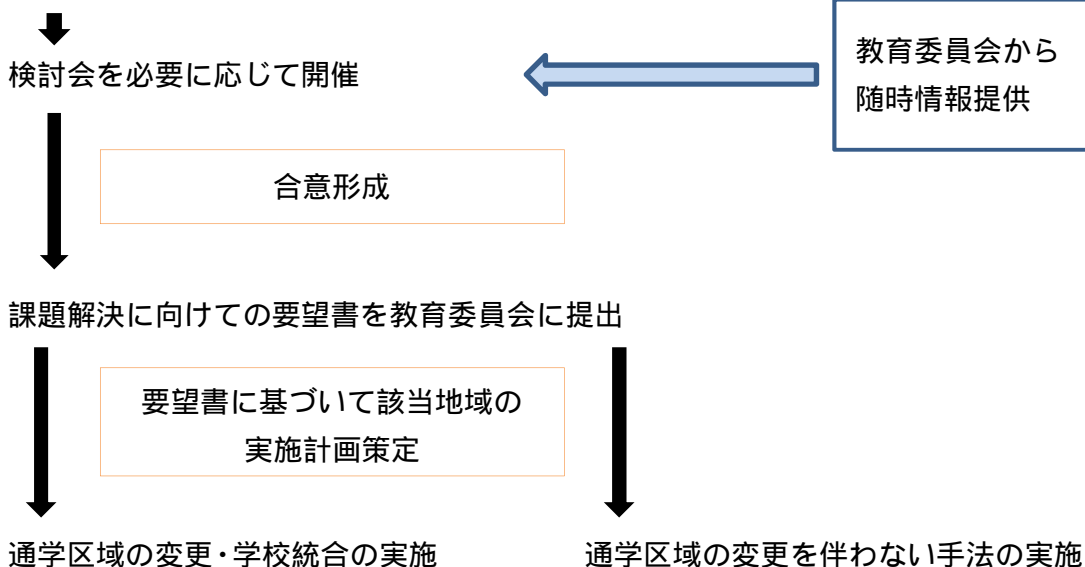 教育委員会から
随時情報提供
検討会を必要に応じて開催
合意形成
課題解決に向けての要望書を教育委員会に提出
要望書に基づいて該当地域の
実施計画策定
通学区域の変更・学校統合の実施
通学区域の変更を伴わない手法の実施